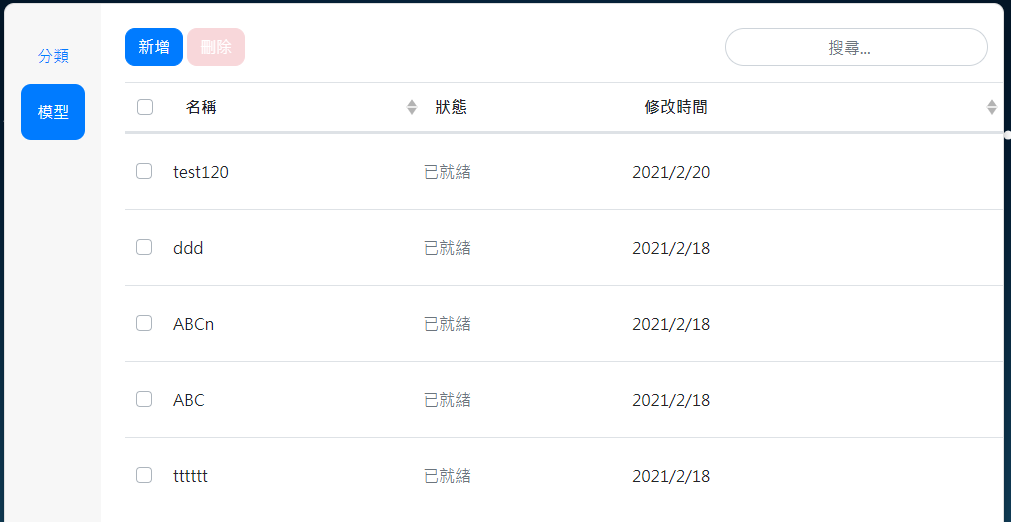 分類
模型
新增 刪除 搜尋...
名稱 狀態 修改時間
test120 已就緒 2021/2/20
ddd 已就緒 2021/2/18
ABCn 已就緒 2021/2/18
ABC 已就緒 2021/2/18
tttttt 已就緒 2021/2/18